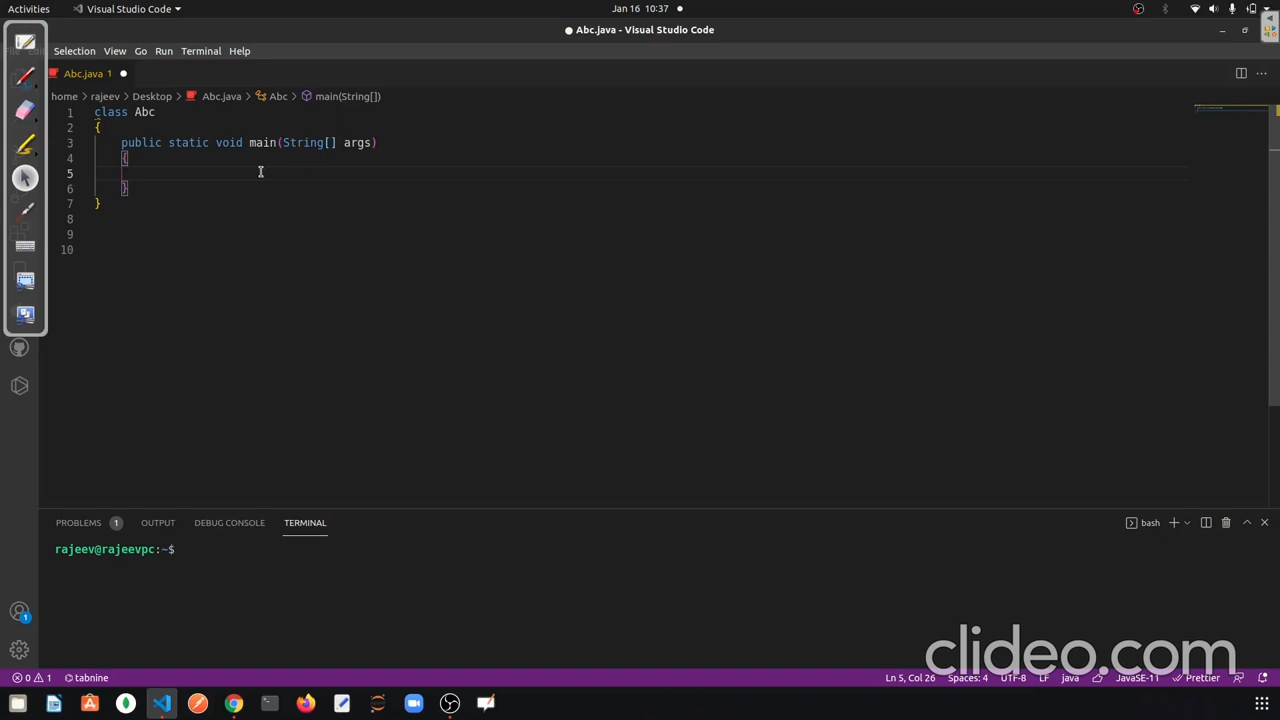 Activities Visual Studio Code Jan 16 10:37
Abc.java - Visual Studio Code
File Edit Selection View Go Run Terminal Help
Abc.java 1
home > rajeev > Desktop > Abc.java > Abc > main(String[])
1 class Abc
2 {
3 public static void main(String[] args)
4 {
5
6 }
7 }
8
9
10
PROBLEMS 1 OUTPUT DEBUG CONSOLE TERMINAL bash
rajeev@rajeevpc:~$
1
clideo.com
0 1 tabnine Ln 5, Col 26 Spaces: 4 UTF-8 LF java JavaSE-11 Prettier